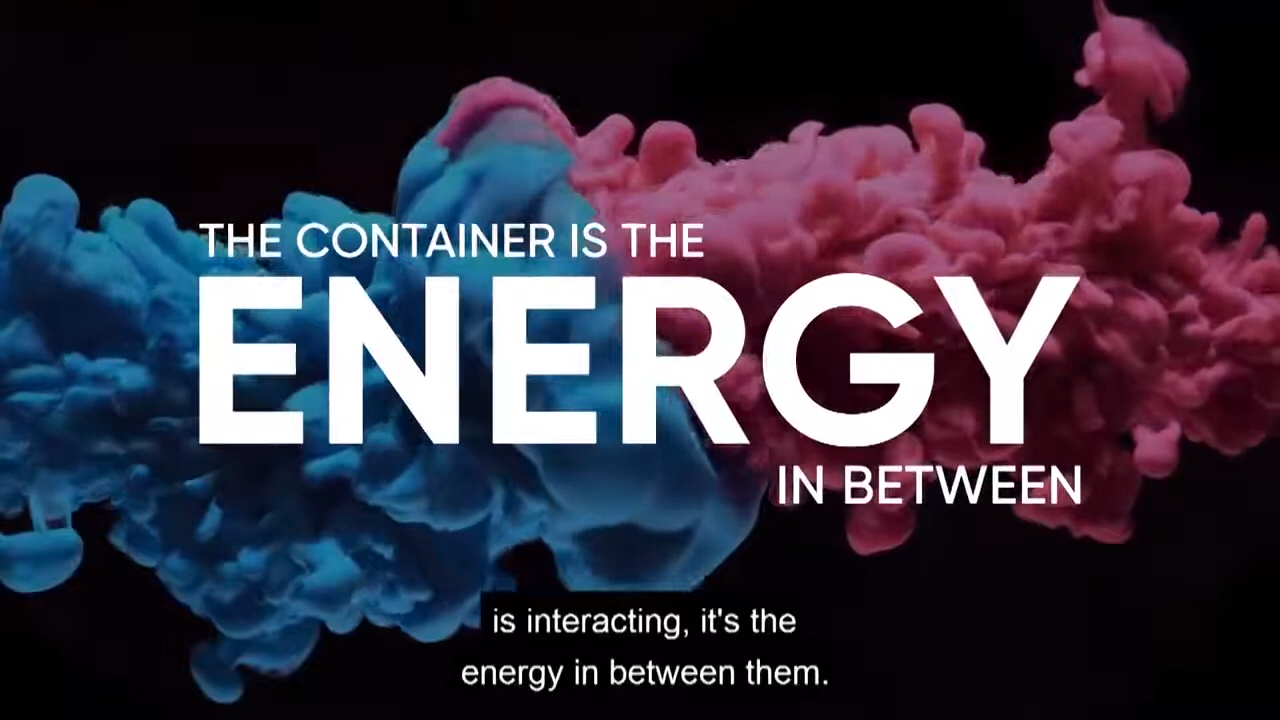 THE CONTAINER IS THE
ENERGY
IN BETWEEN
is interacting, it's the
energy in between them.